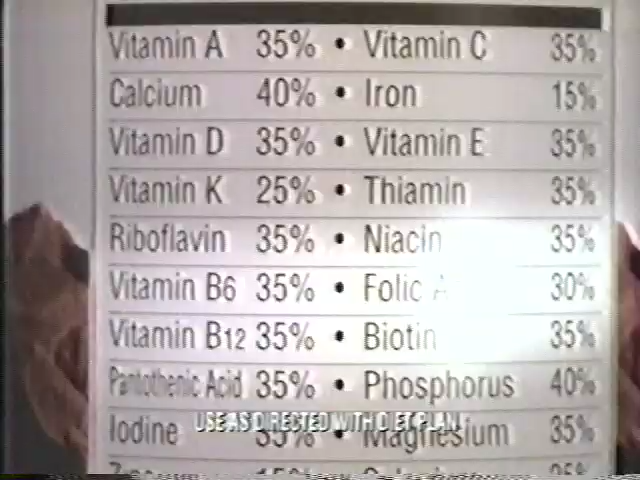 Vitamin A 35% • Vitamin C 35%
Calcium 40% • Iron 15%
Vitamin D 35% • Vitamin E 35%
Vitamin K 25% • Thiamin 35%
Riboflavin 35% • Niacin 35%
Vitamin B6 35% • Folic A 30%
Vitamin B12 35% • Biotin 35%
Pantothenic Acid 35% • Phosphorus 40%
USE AS DIRECTED WITH DIET PLAN.
Iodine 35% • Magnesium 35%